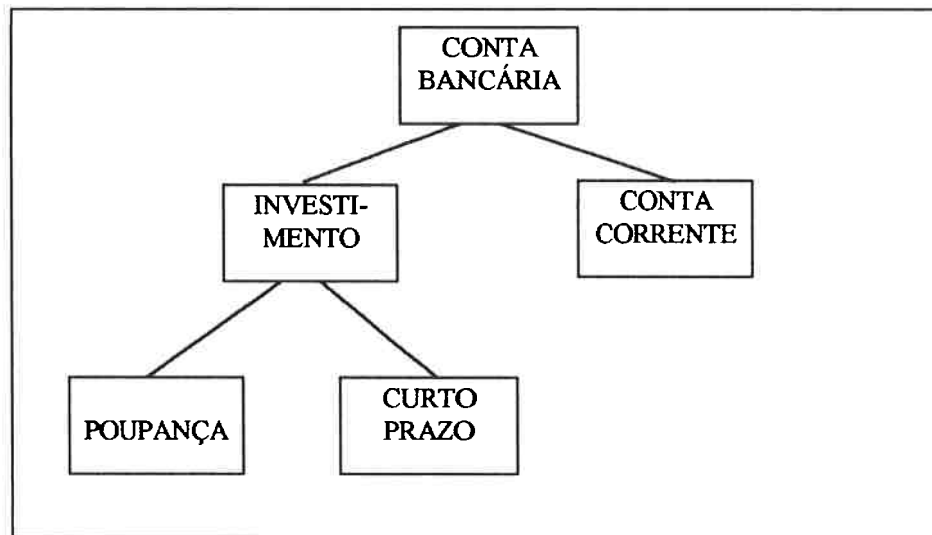 CONTA
BANCÁRIA
INVESTI-
MENTO
CONTA
CORRENTE
POUPANÇA
CURTO
PRAZO